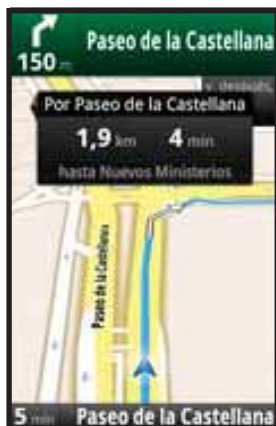 150 m
Paseo de la Castellana
y después,
Por Paseo de la Castellana
1,9 km 4 min
hasta Nuevos Ministerios
Paseo de la Castellana
5 min Paseo de la Castellana